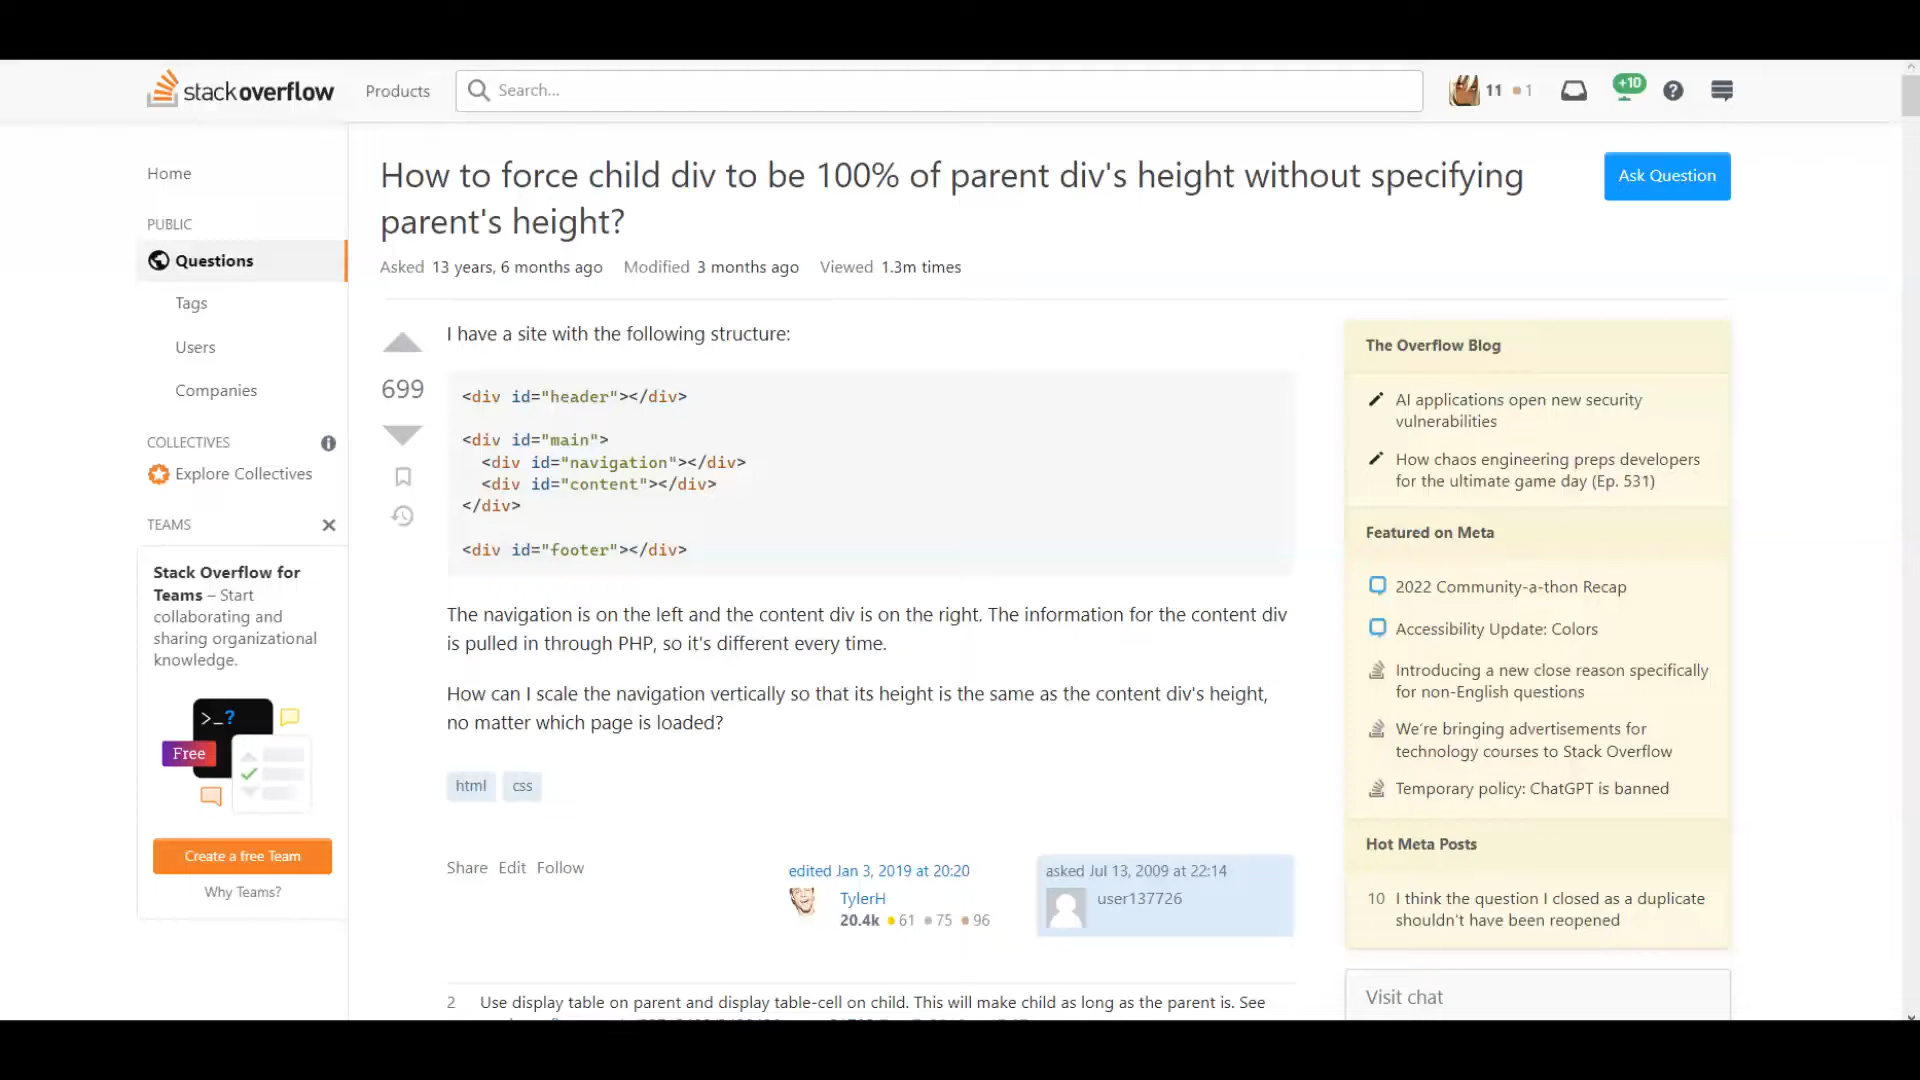 stackoverflow
Products
Search...
11 1
+10
Home
PUBLIC
Questions
Tags
Users
Companies
COLLECTIVES
Explore Collectives
TEAMS
Stack Overflow for
Teams – Start
collaborating and
sharing organizational
knowledge.
>_?
Free
Create a free Team
Why Teams?
How to force child div to be 100% of parent div's height without specifying
parent's height?
Ask Question
Asked 13 years, 6 months ago Modified 3 months ago Viewed 1.3m times
699
I have a site with the following structure:
<div id="header"></div>
<div id="main">
<div id="navigation"></div>
<div id="content"></div>
</div>
<div id="footer"></div>
The navigation is on the left and the content div is on the right. The information for the content div
is pulled in through PHP, so it's different every time.
How can I scale the navigation vertically so that its height is the same as the content div's height,
no matter which page is loaded?
html css
Share Edit Follow
edited Jan 3, 2019 at 20:20
TylerH
20.4k 61 75 96
asked Jul 13, 2009 at 22:14
user137726
2 Use display table on parent and display table-cell on child. This will make child as long as the parent is. See
The Overflow Blog
AI applications open new security
vulnerabilities
How chaos engineering preps developers
for the ultimate game day (Ep. 531)
Featured on Meta
2022 Community-a-thon Recap
Accessibility Update: Colors
Introducing a new close reason specifically
for non-English questions
We're bringing advertisements for
technology courses to Stack Overflow
Temporary policy: ChatGPT is banned
Hot Meta Posts
10 I think the question I closed as a duplicate
shouldn't have been reopened
Visit chat